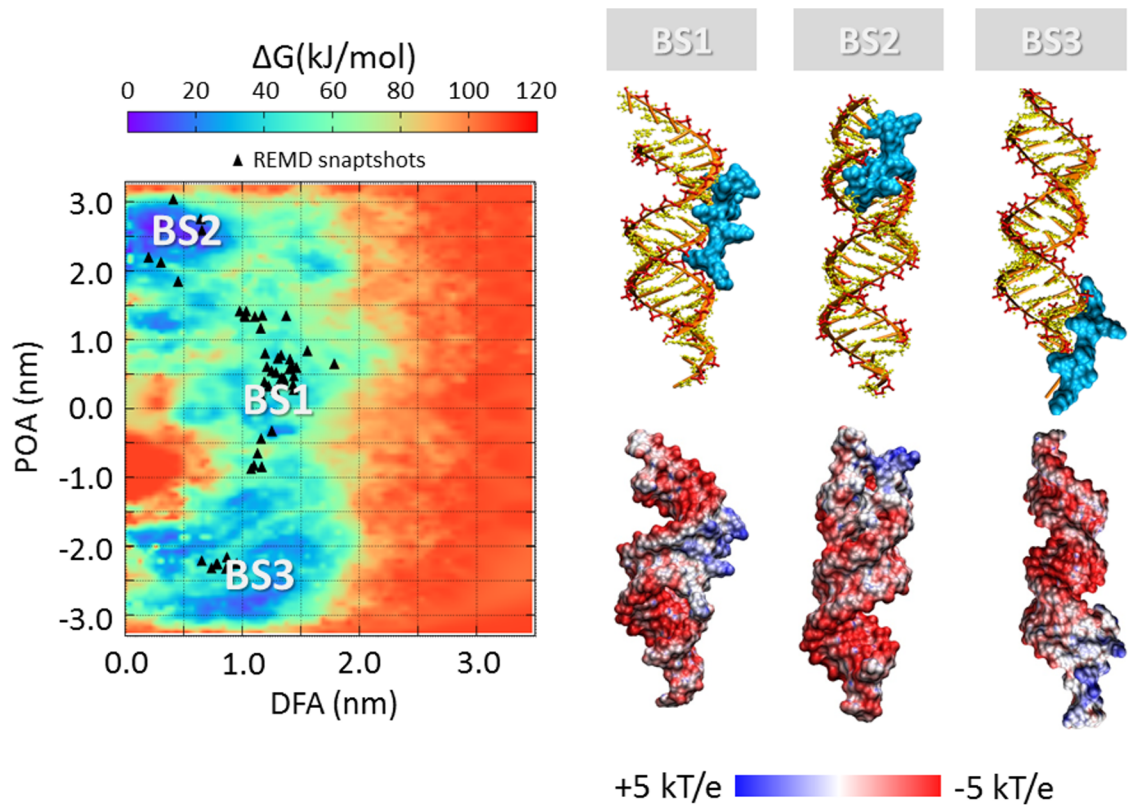 ΔG(kJ/mol)
0 20 40 60 80 100 120
▲ REMD snaptshots
3.0
2.0
1.0
0.0
-1.0
-2.0
-3.0
POA (nm)
BS2
BS1
BS3
0.0 1.0 2.0 3.0
DFA (nm)
BS1 BS2 BS3
+5 kT/e -5 kT/e